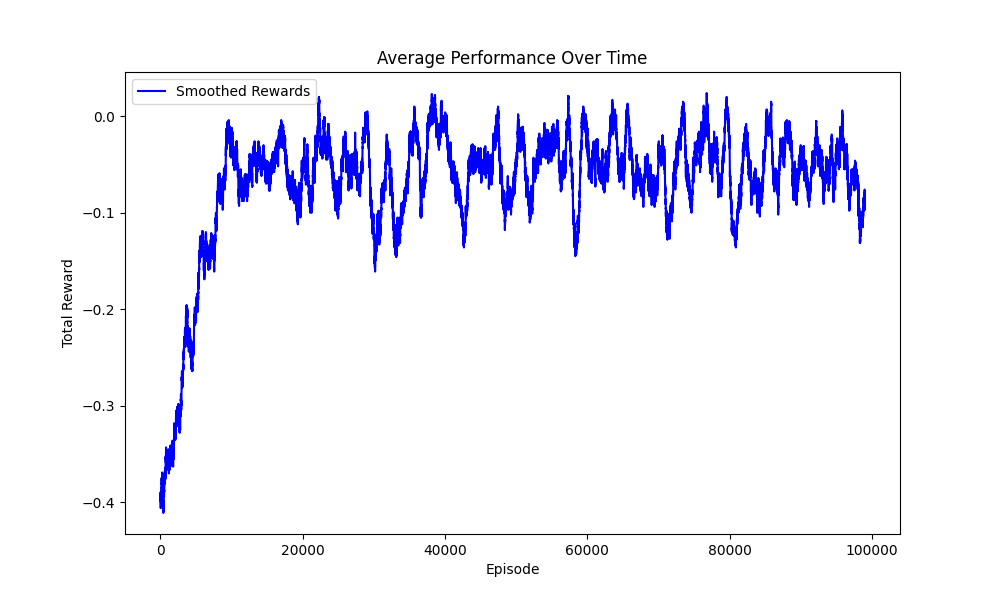 Average Performance Over Time
Smoothed Rewards
0.0
−0.1
−0.2
−0.3
−0.4
Total Reward
0 20000 40000 60000 80000 100000
Episode